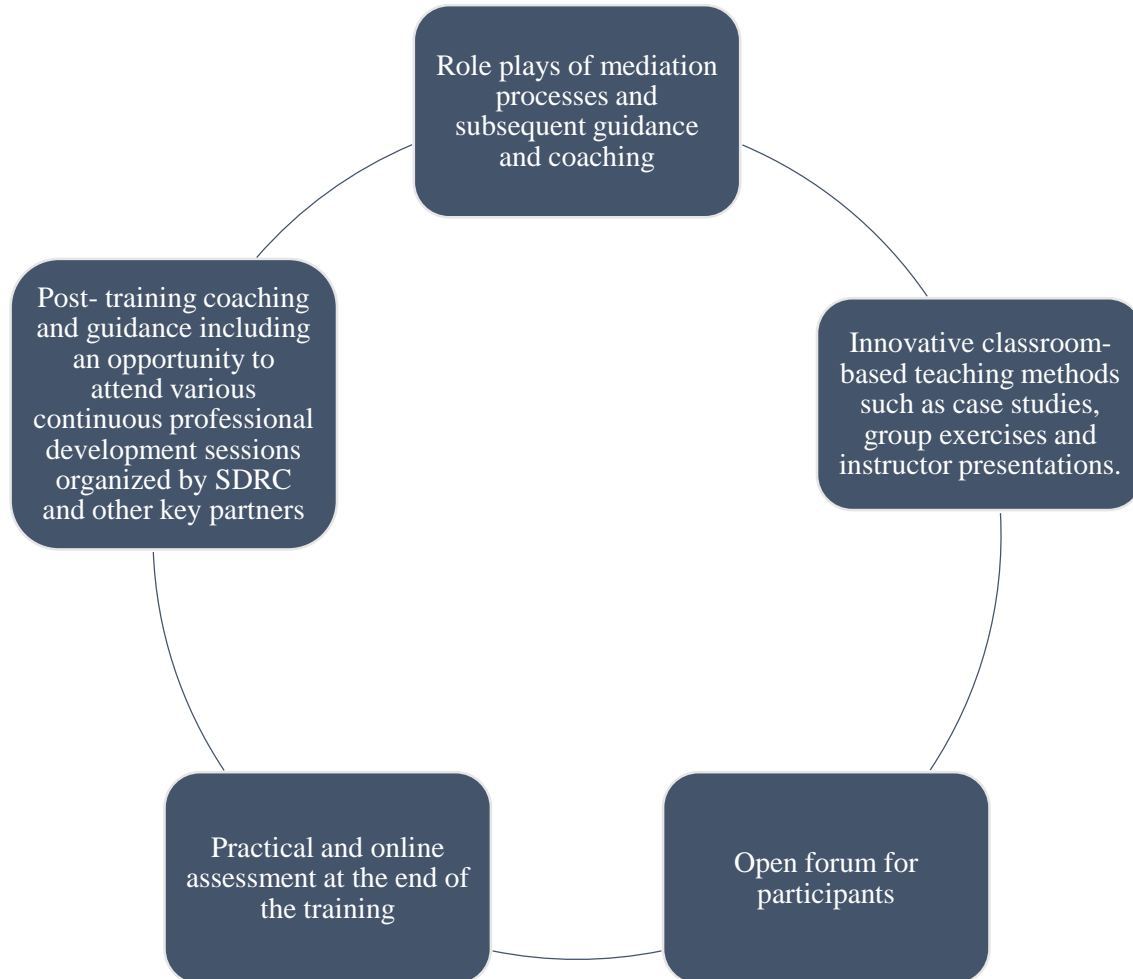 Role plays of mediation
processes and
subsequent guidance
and coaching
Innovative classroom-
based teaching methods
such as case studies,
group exercises and
instructor presentations.
Open forum for
participants
Practical and online
assessment at the end of
the training
Post- training coaching
and guidance including
an opportunity to
attend various
continuous professional
development sessions
organized by SDRC
and other key partners